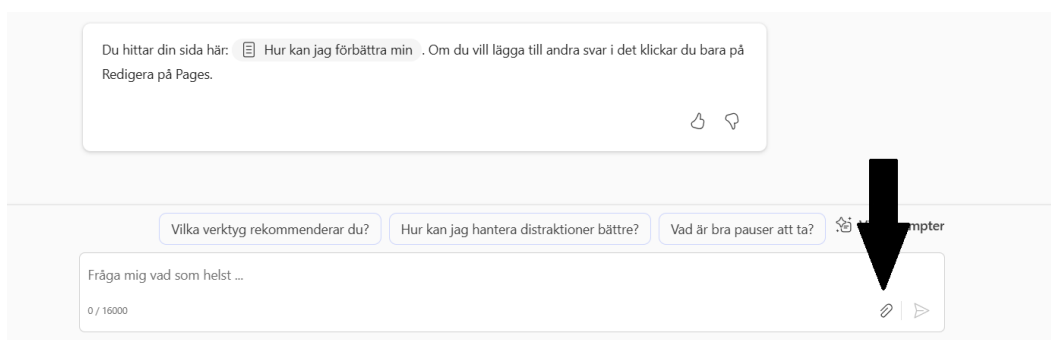 Du hittar din sida här: Hur kan jag förbättra min . Om du vill lägga till andra svar i det klickar du bara på
Redigera på Pages.
Vilka verktyg rekommenderar du?
Hur kan jag hantera distraktioner bättre?
Vad är bra pauser att ta?
Fråga mig vad som helst ...
0 / 16000